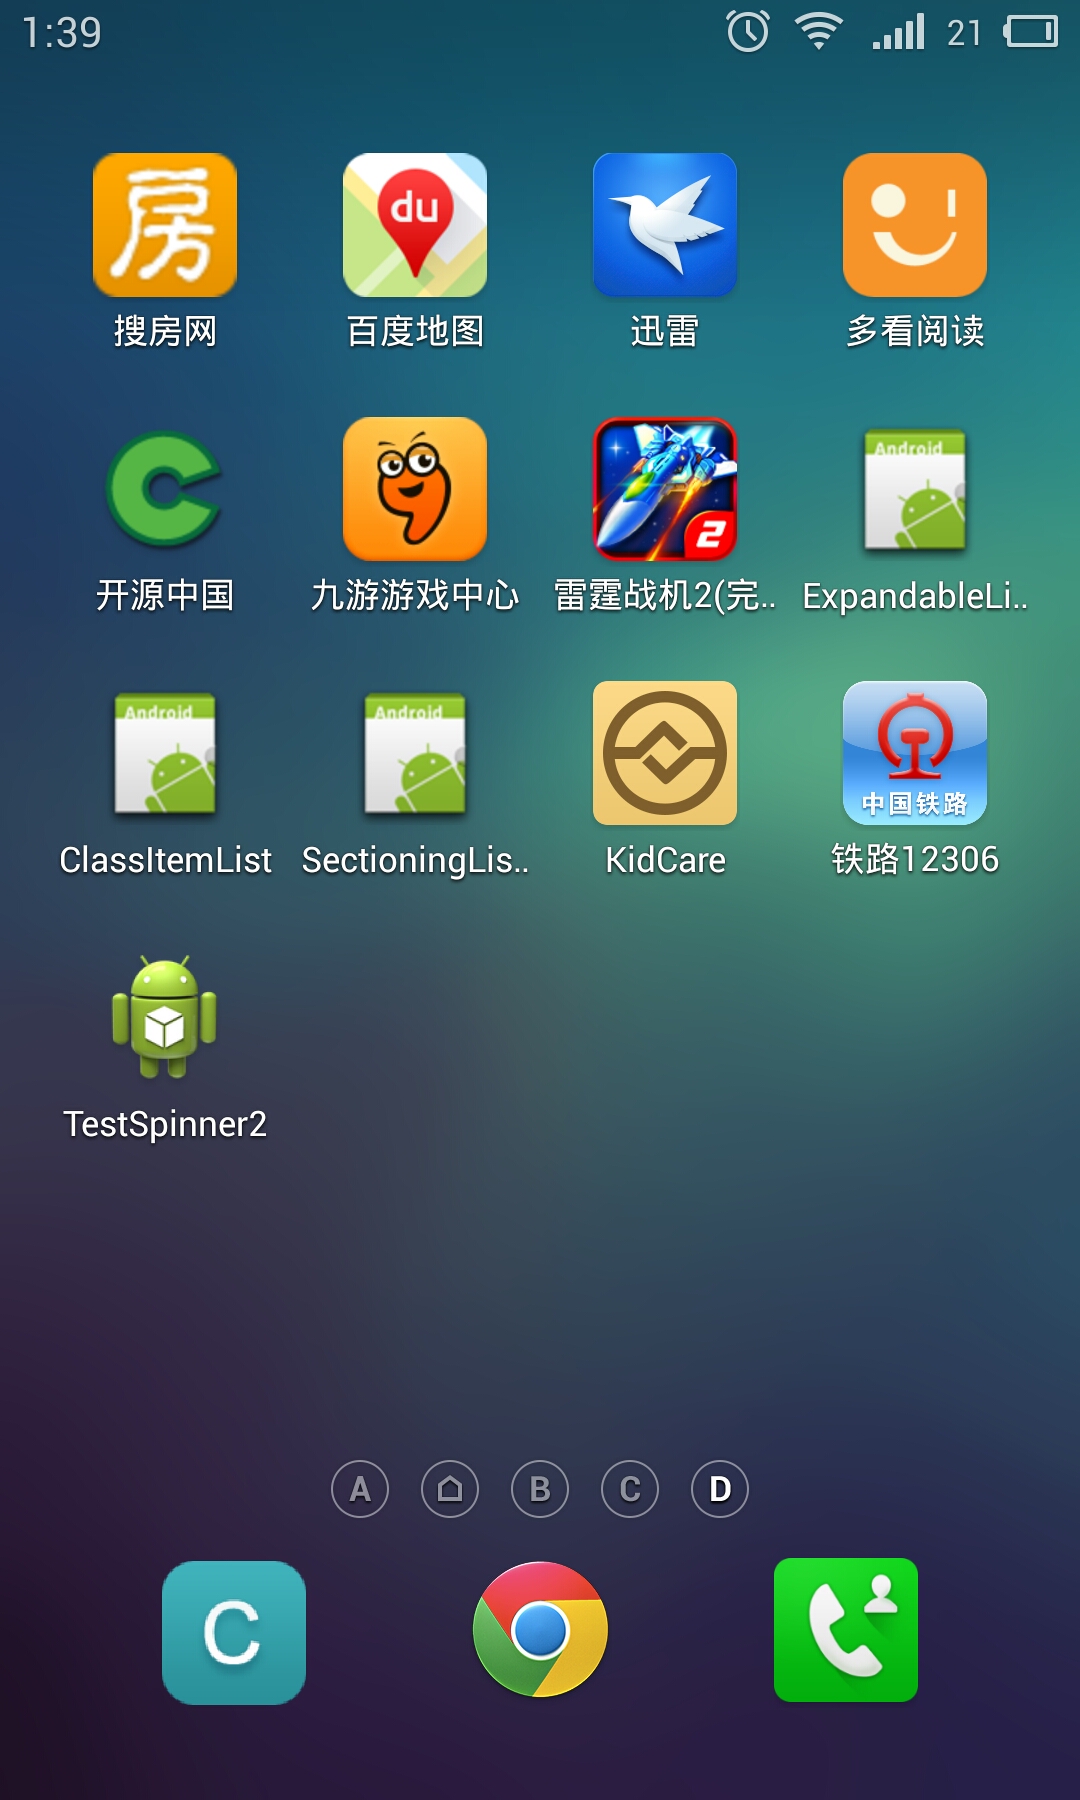 1:39
21
房
du
搜房网
百度地图
迅雷
多看阅读
2
Android
开源中国
九游游戏中心
雷霆战机2(完..
ExpandableLi..
Android
Android
中国铁路
ClassItemList
SectioningLis..
KidCare
铁路12306
TestSpinner2
A
B
C
D
C